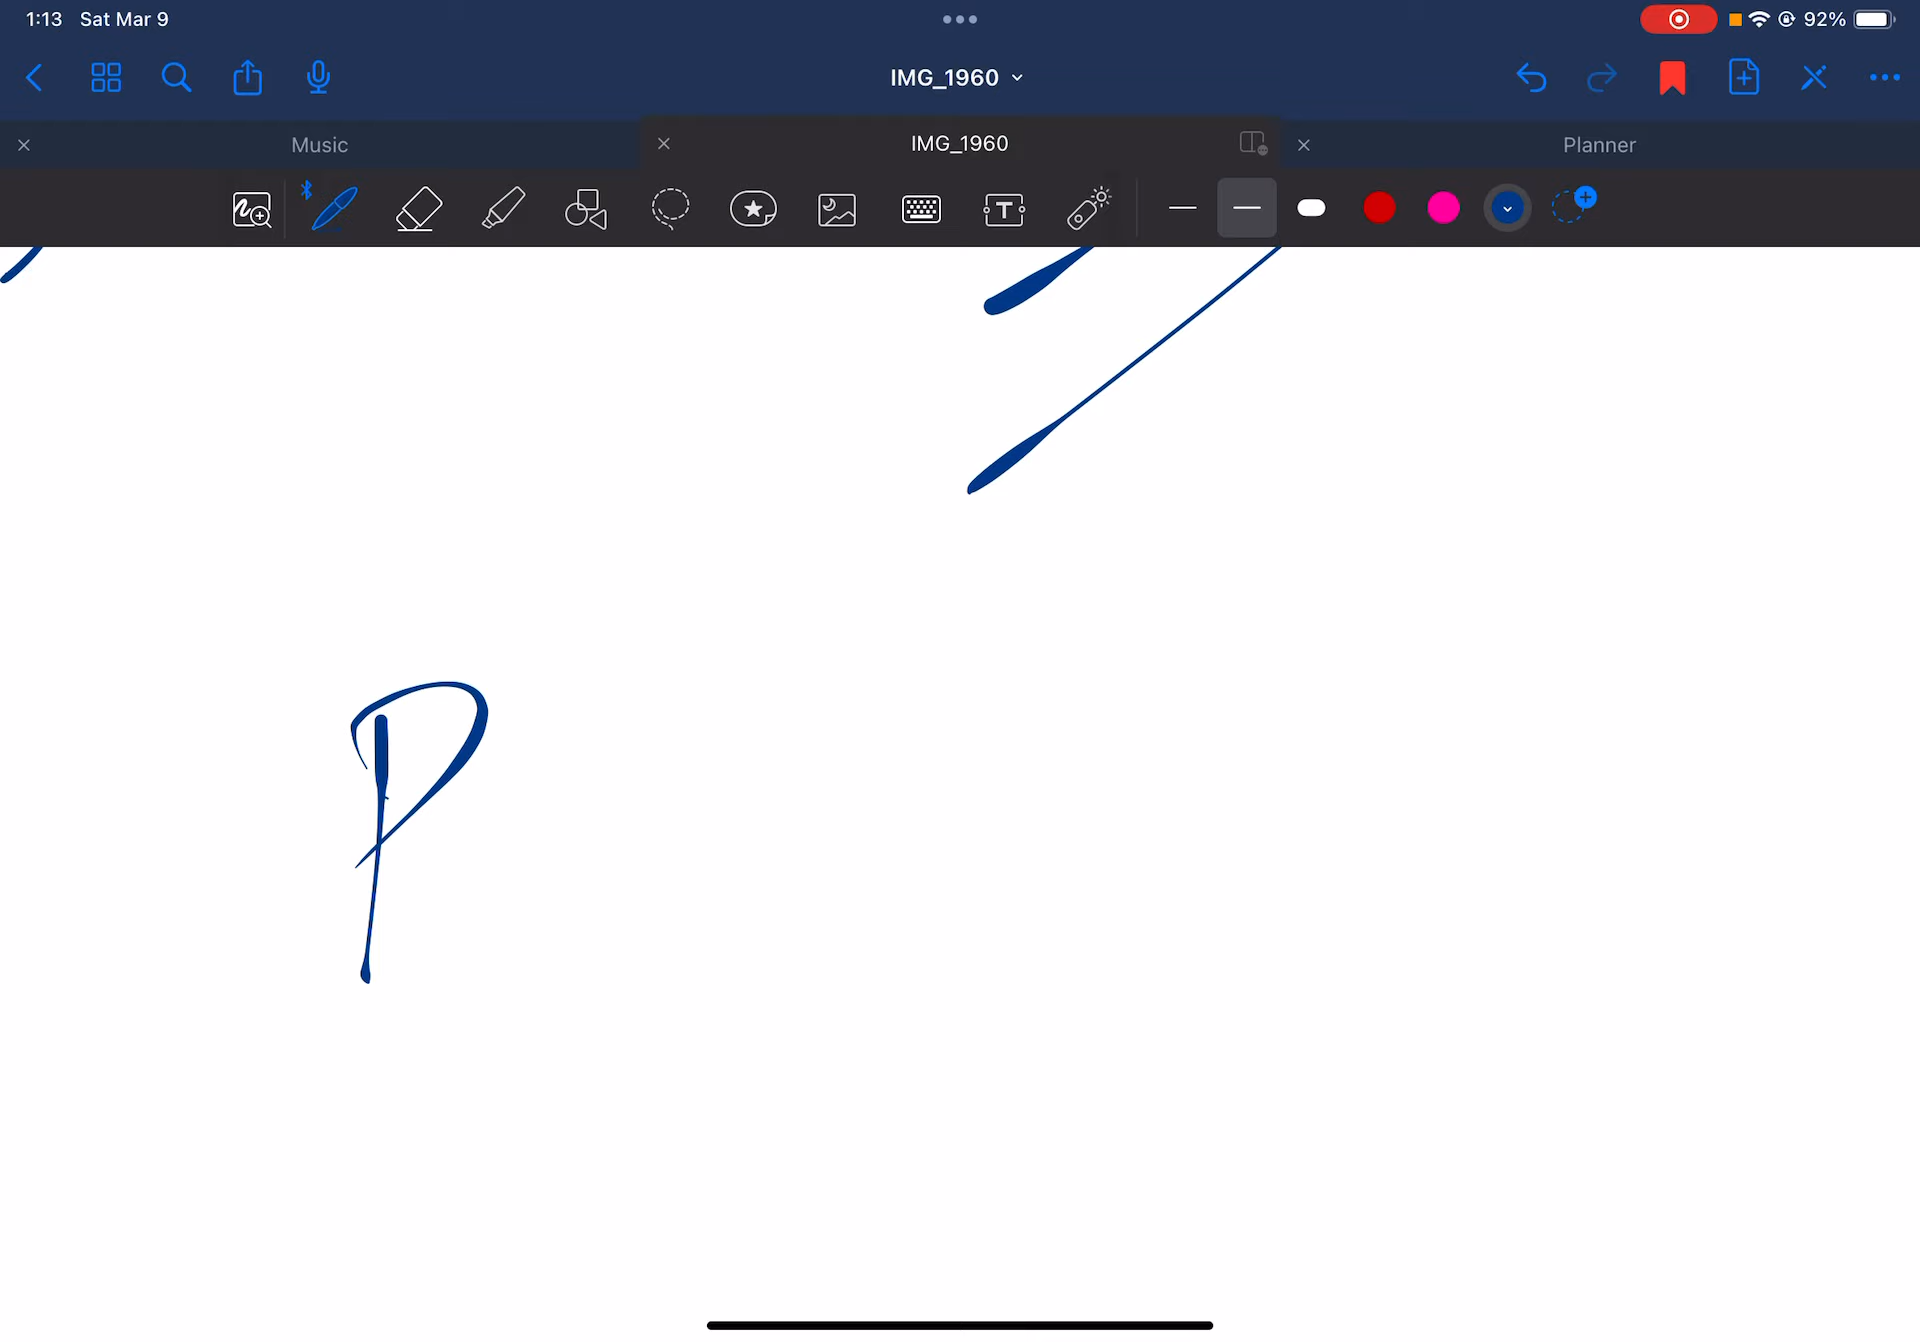 1:13 Sat Mar 9 92%
IMG_1960
Music IMG_1960 Planner
T
P